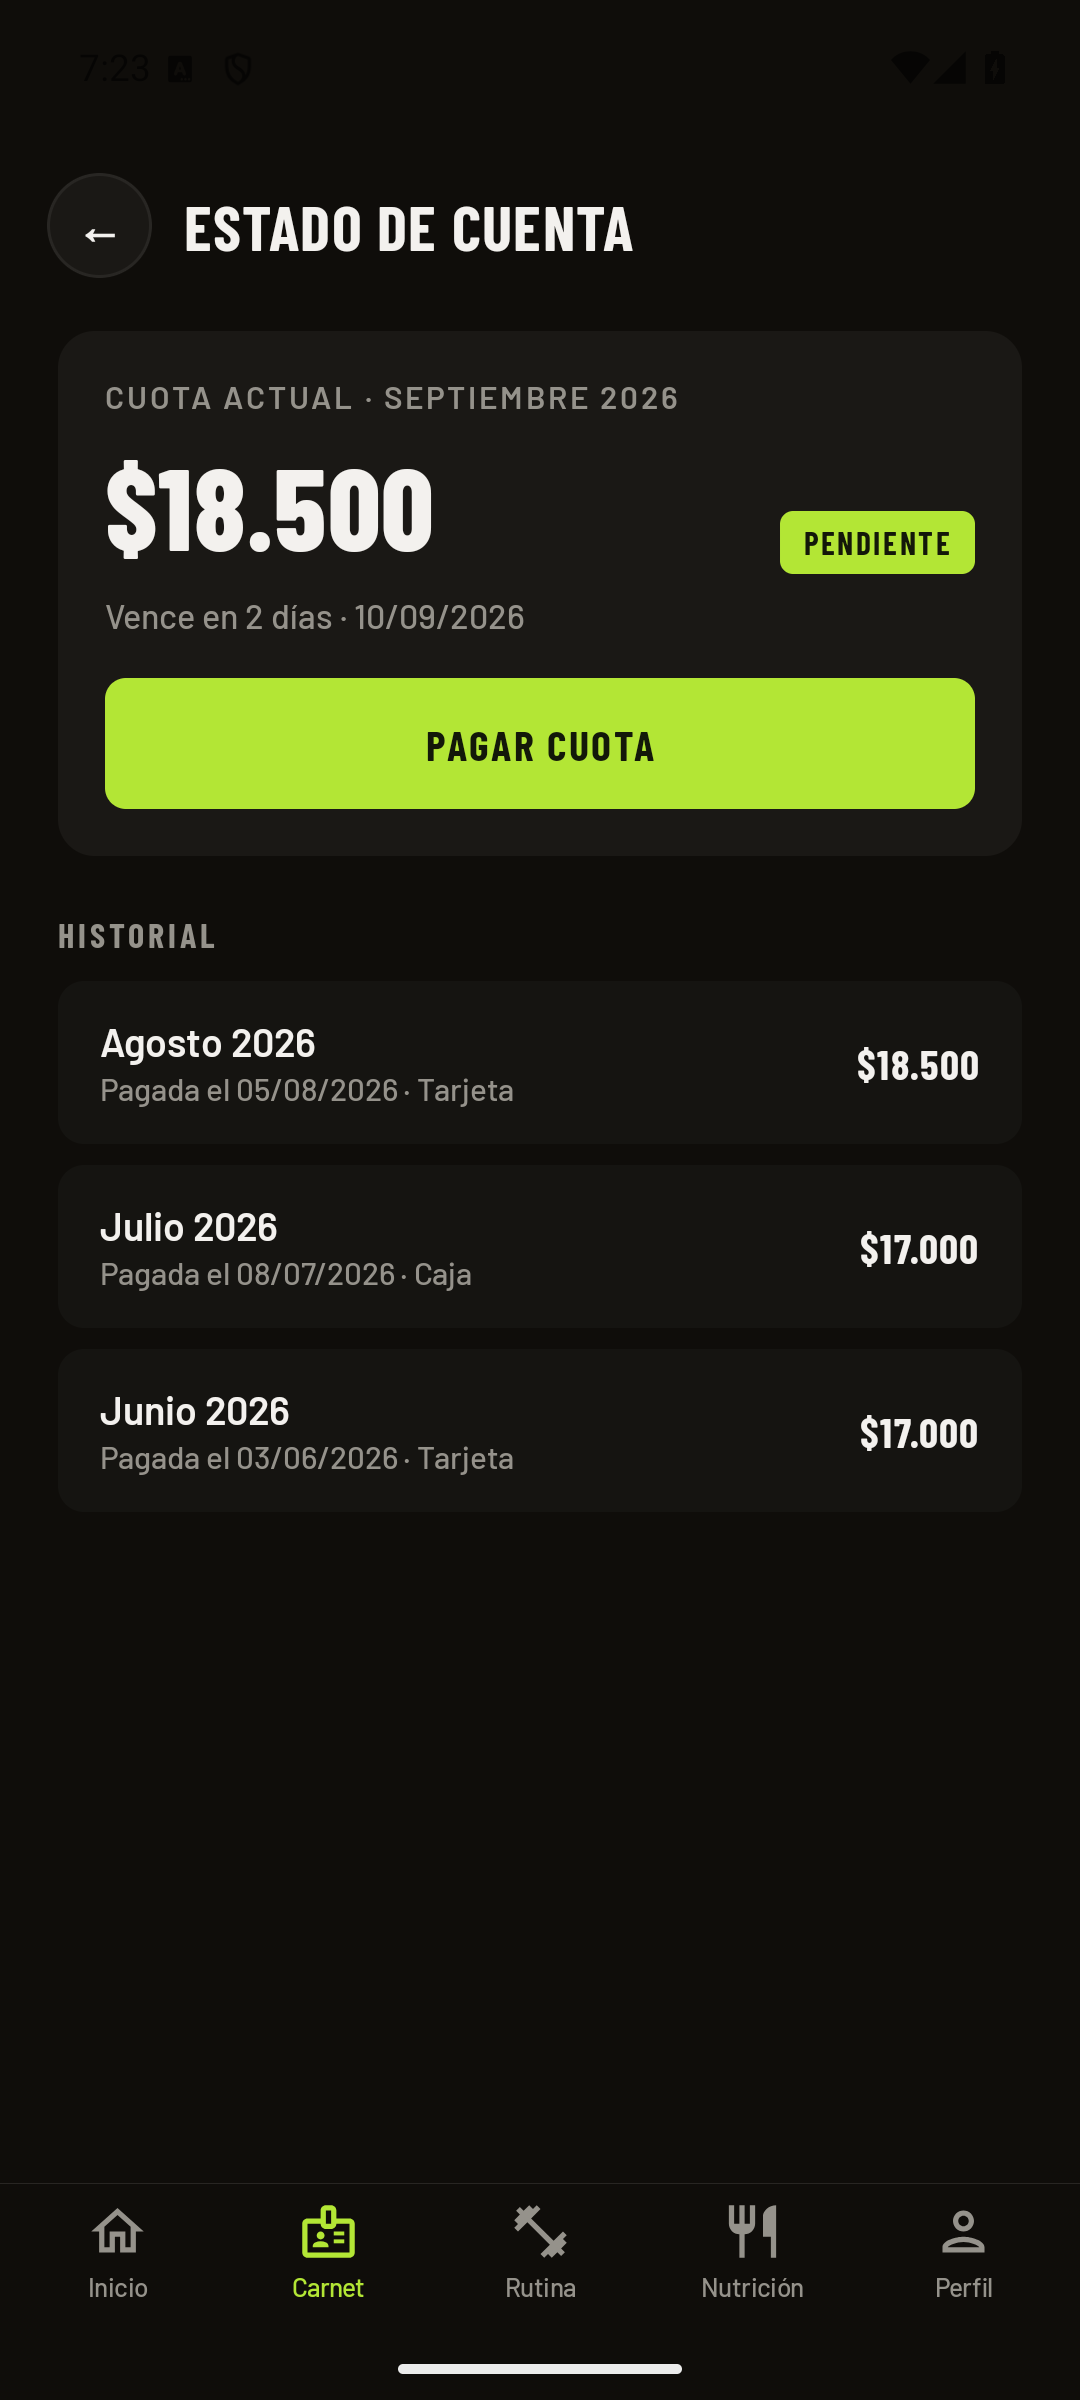 7:23
ESTADO DE CUENTA
CUOTA ACTUAL · SEPTIEMBRE 2026
$18.500
PENDIENTE
Vence en 2 días · 10/09/2026
PAGAR CUOTA
HISTORIAL
Agosto 2026
$18.500
Pagada el 05/08/2026 · Tarjeta
Julio 2026
$17.000
Pagada el 08/07/2026 · Caja
Junio 2026
$17.000
Pagada el 03/06/2026 · Tarjeta
Inicio
Carnet
Rutina
Nutrición
Perfil